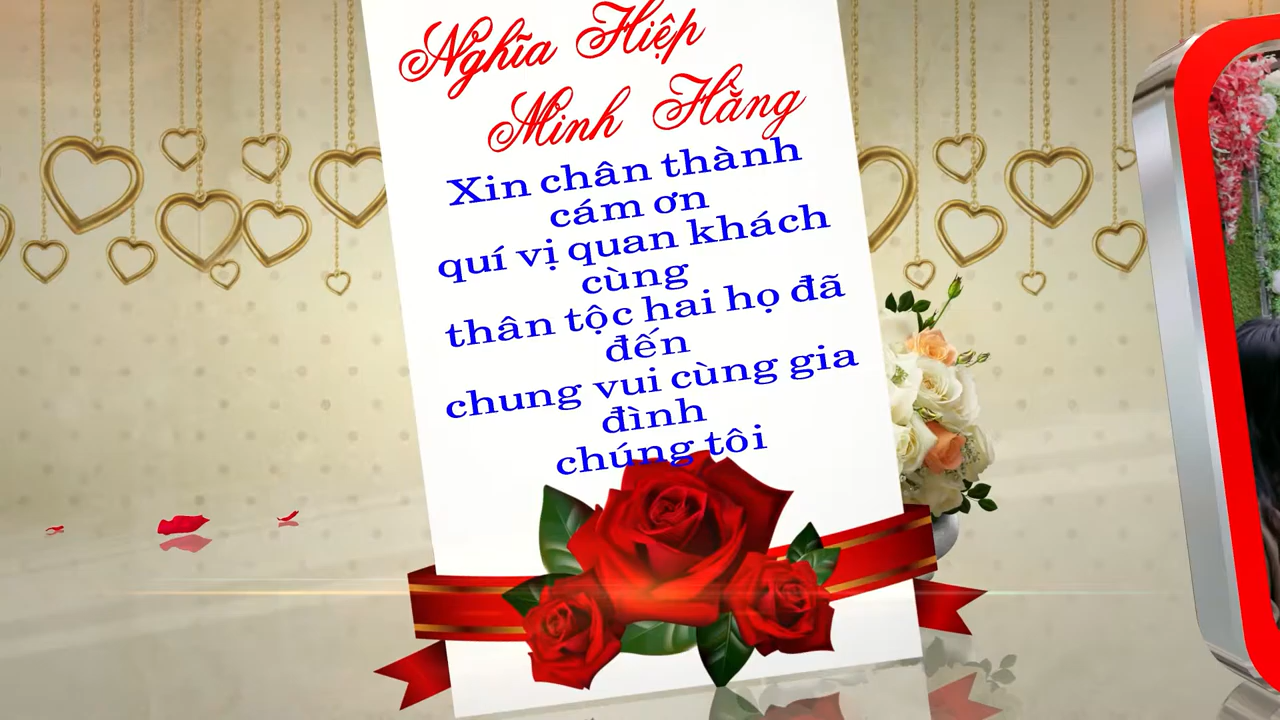 Nghĩa Hiệp
Minh Hằng
Xin chân thành
cám ơn
quí vị quan khách
cùng
thân tộc hai họ đã
đến
chung vui cùng gia
đình
chúng tôi